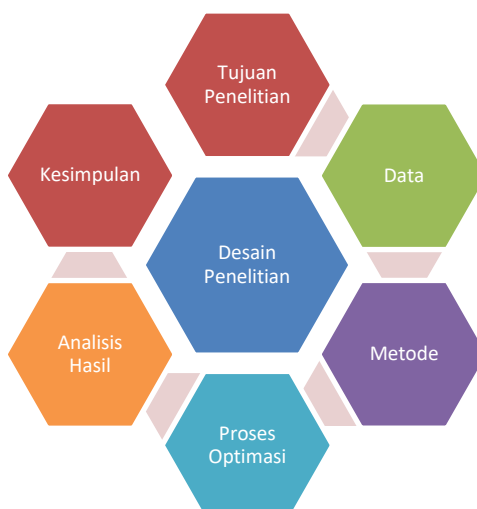 Tujuan
Penelitian
Data
Metode
Proses
Optimasi
Analisis
Hasil
Kesimpulan
Desain
Penelitian